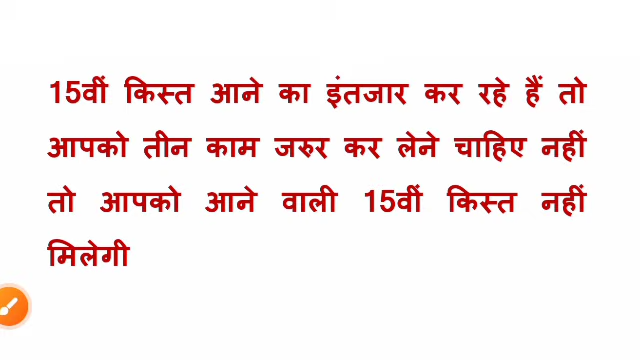 15वीं किस्त आने का इंतजार कर रहे हैं तो
आपको तीन काम जरुर कर लेने चाहिए नहीं
तो आपको आने वाली 15वीं किस्त नहीं
मिलेगी